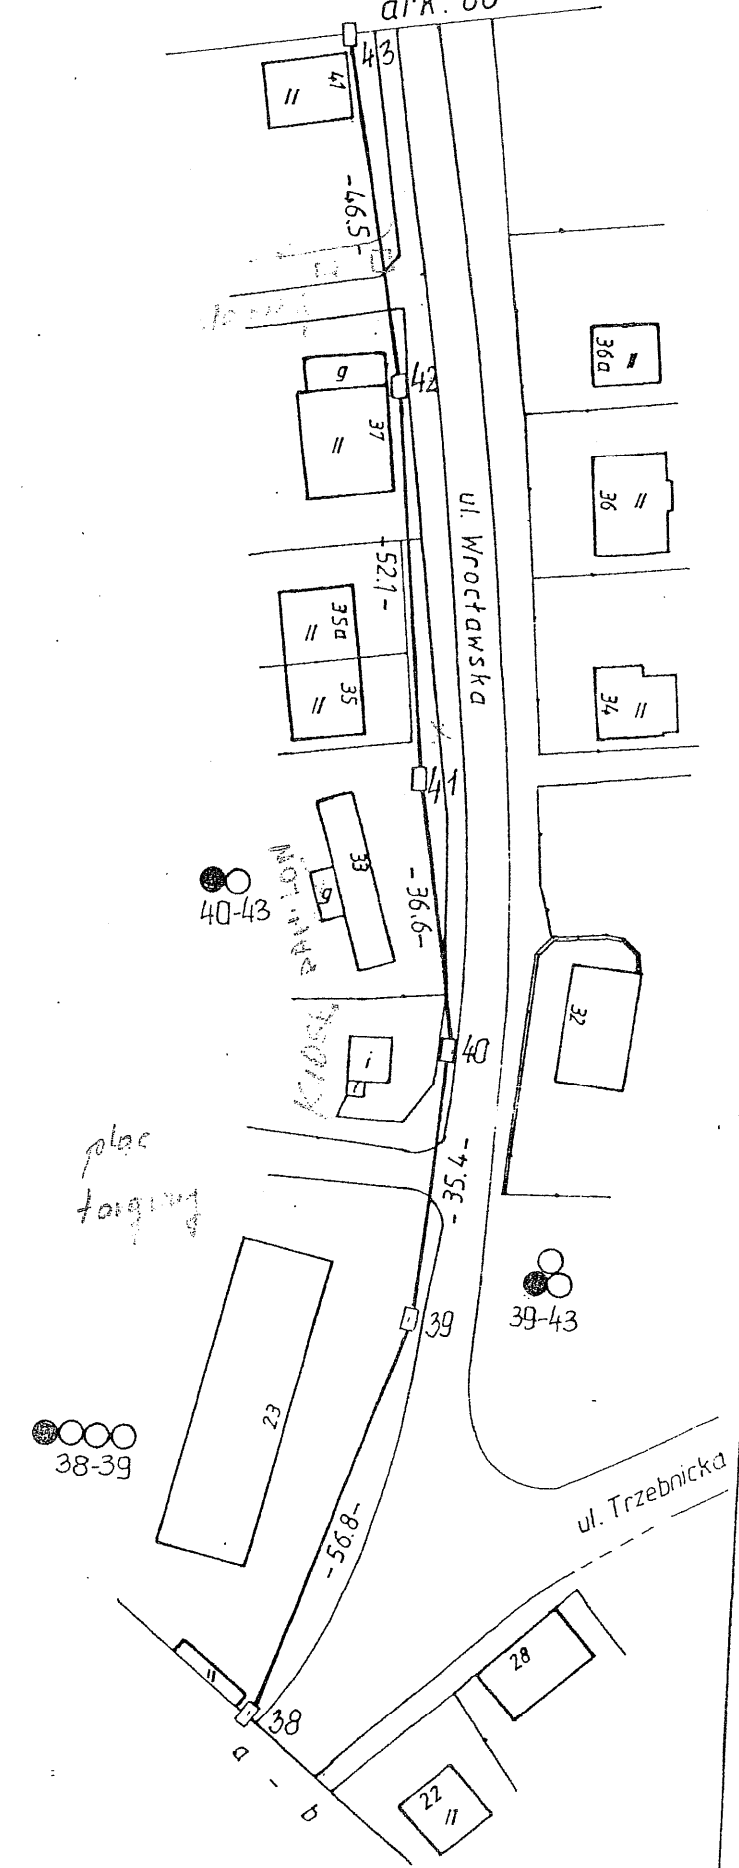 43
41
II
-46.5-
36a
II
g
42
37
II
36
II
ul. Wrocławska
-52.1-
35a
II
35
II
34
II
41
33
g
PAWILON
-36.6-
40-43
32
KIOSK
i
i
40
plac
targowy
-35.4-
39
39-43
23
38-39
ul. Trzebnicka
-56.8-
28
II
38
a - b
22
II